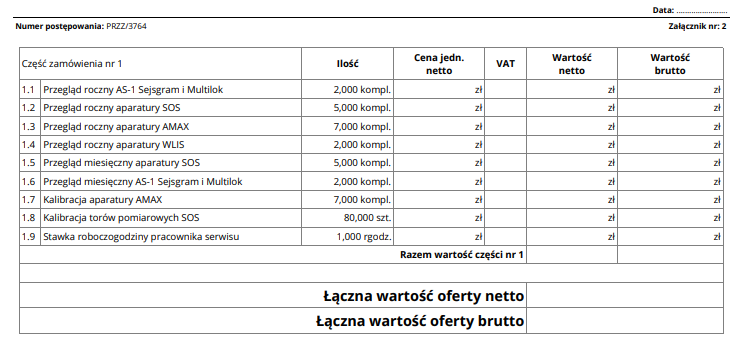 Data: ........................
Numer postępowania: PRZZ/3764 Załącznik nr: 2
Część zamówienia nr 1 Ilość Cena jedn. netto VAT Wartość netto Wartość brutto
1.1 Przegląd roczny AS-1 Sejsgram i Multilok 2,000 kompl. zł zł zł
1.2 Przegląd roczny aparatury SOS 5,000 kompl. zł zł zł
1.3 Przegląd roczny aparatury AMAX 7,000 kompl. zł zł zł
1.4 Przegląd roczny aparatury WLIS 2,000 kompl. zł zł zł
1.5 Przegląd miesięczny aparatury SOS 5,000 kompl. zł zł zł
1.6 Przegląd miesięczny AS-1 Sejsgram i Multilok 2,000 kompl. zł zł zł
1.7 Kalibracja aparatury AMAX 7,000 kompl. zł zł zł
1.8 Kalibracja torów pomiarowych SOS 80,000 szt. zł zł zł
1.9 Stawka roboczogodziny pracownika serwisu 1,000 rgodz. zł zł zł
Razem wartość części nr 1
Łączna wartość oferty netto
Łączna wartość oferty brutto